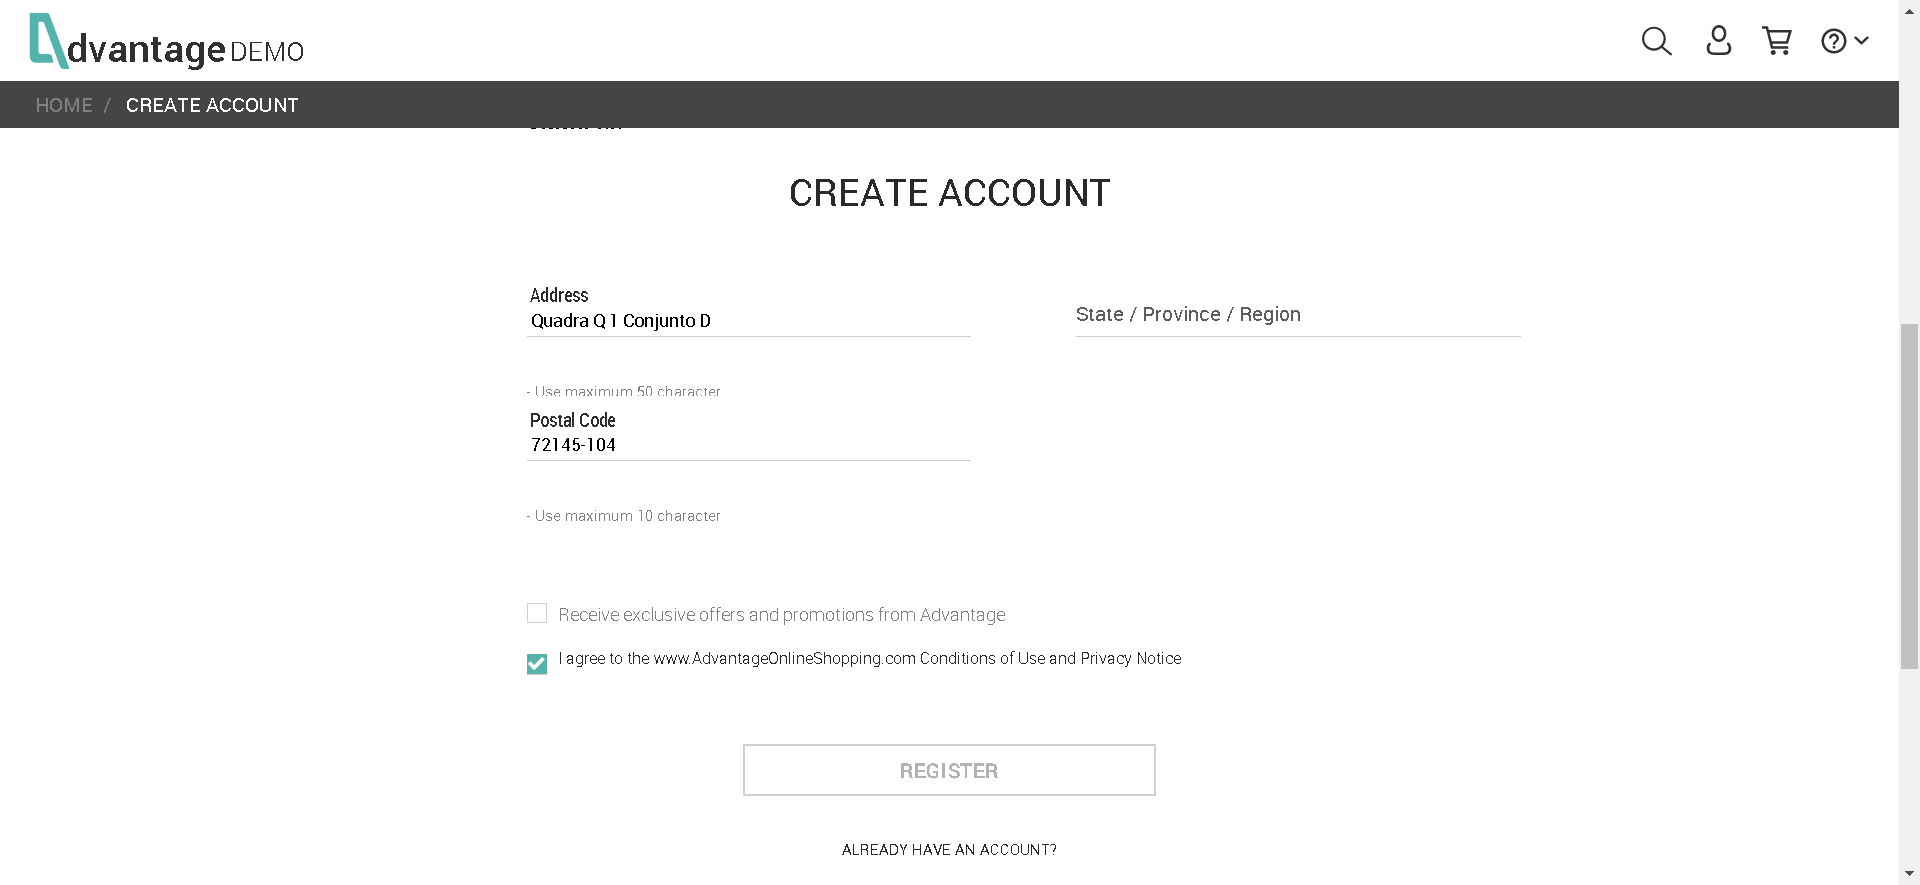 dvantage DEMO
HOME / CREATE ACCOUNT
CREATE ACCOUNT
Address
Quadra Q 1 Conjunto D
State / Province / Region
- Use maximum 50 character
Postal Code
72145-104
- Use maximum 10 character
Receive exclusive offers and promotions from Advantage
I agree to the www.AdvantageOnlineShopping.com Conditions of Use and Privacy Notice
REGISTER
ALREADY HAVE AN ACCOUNT?